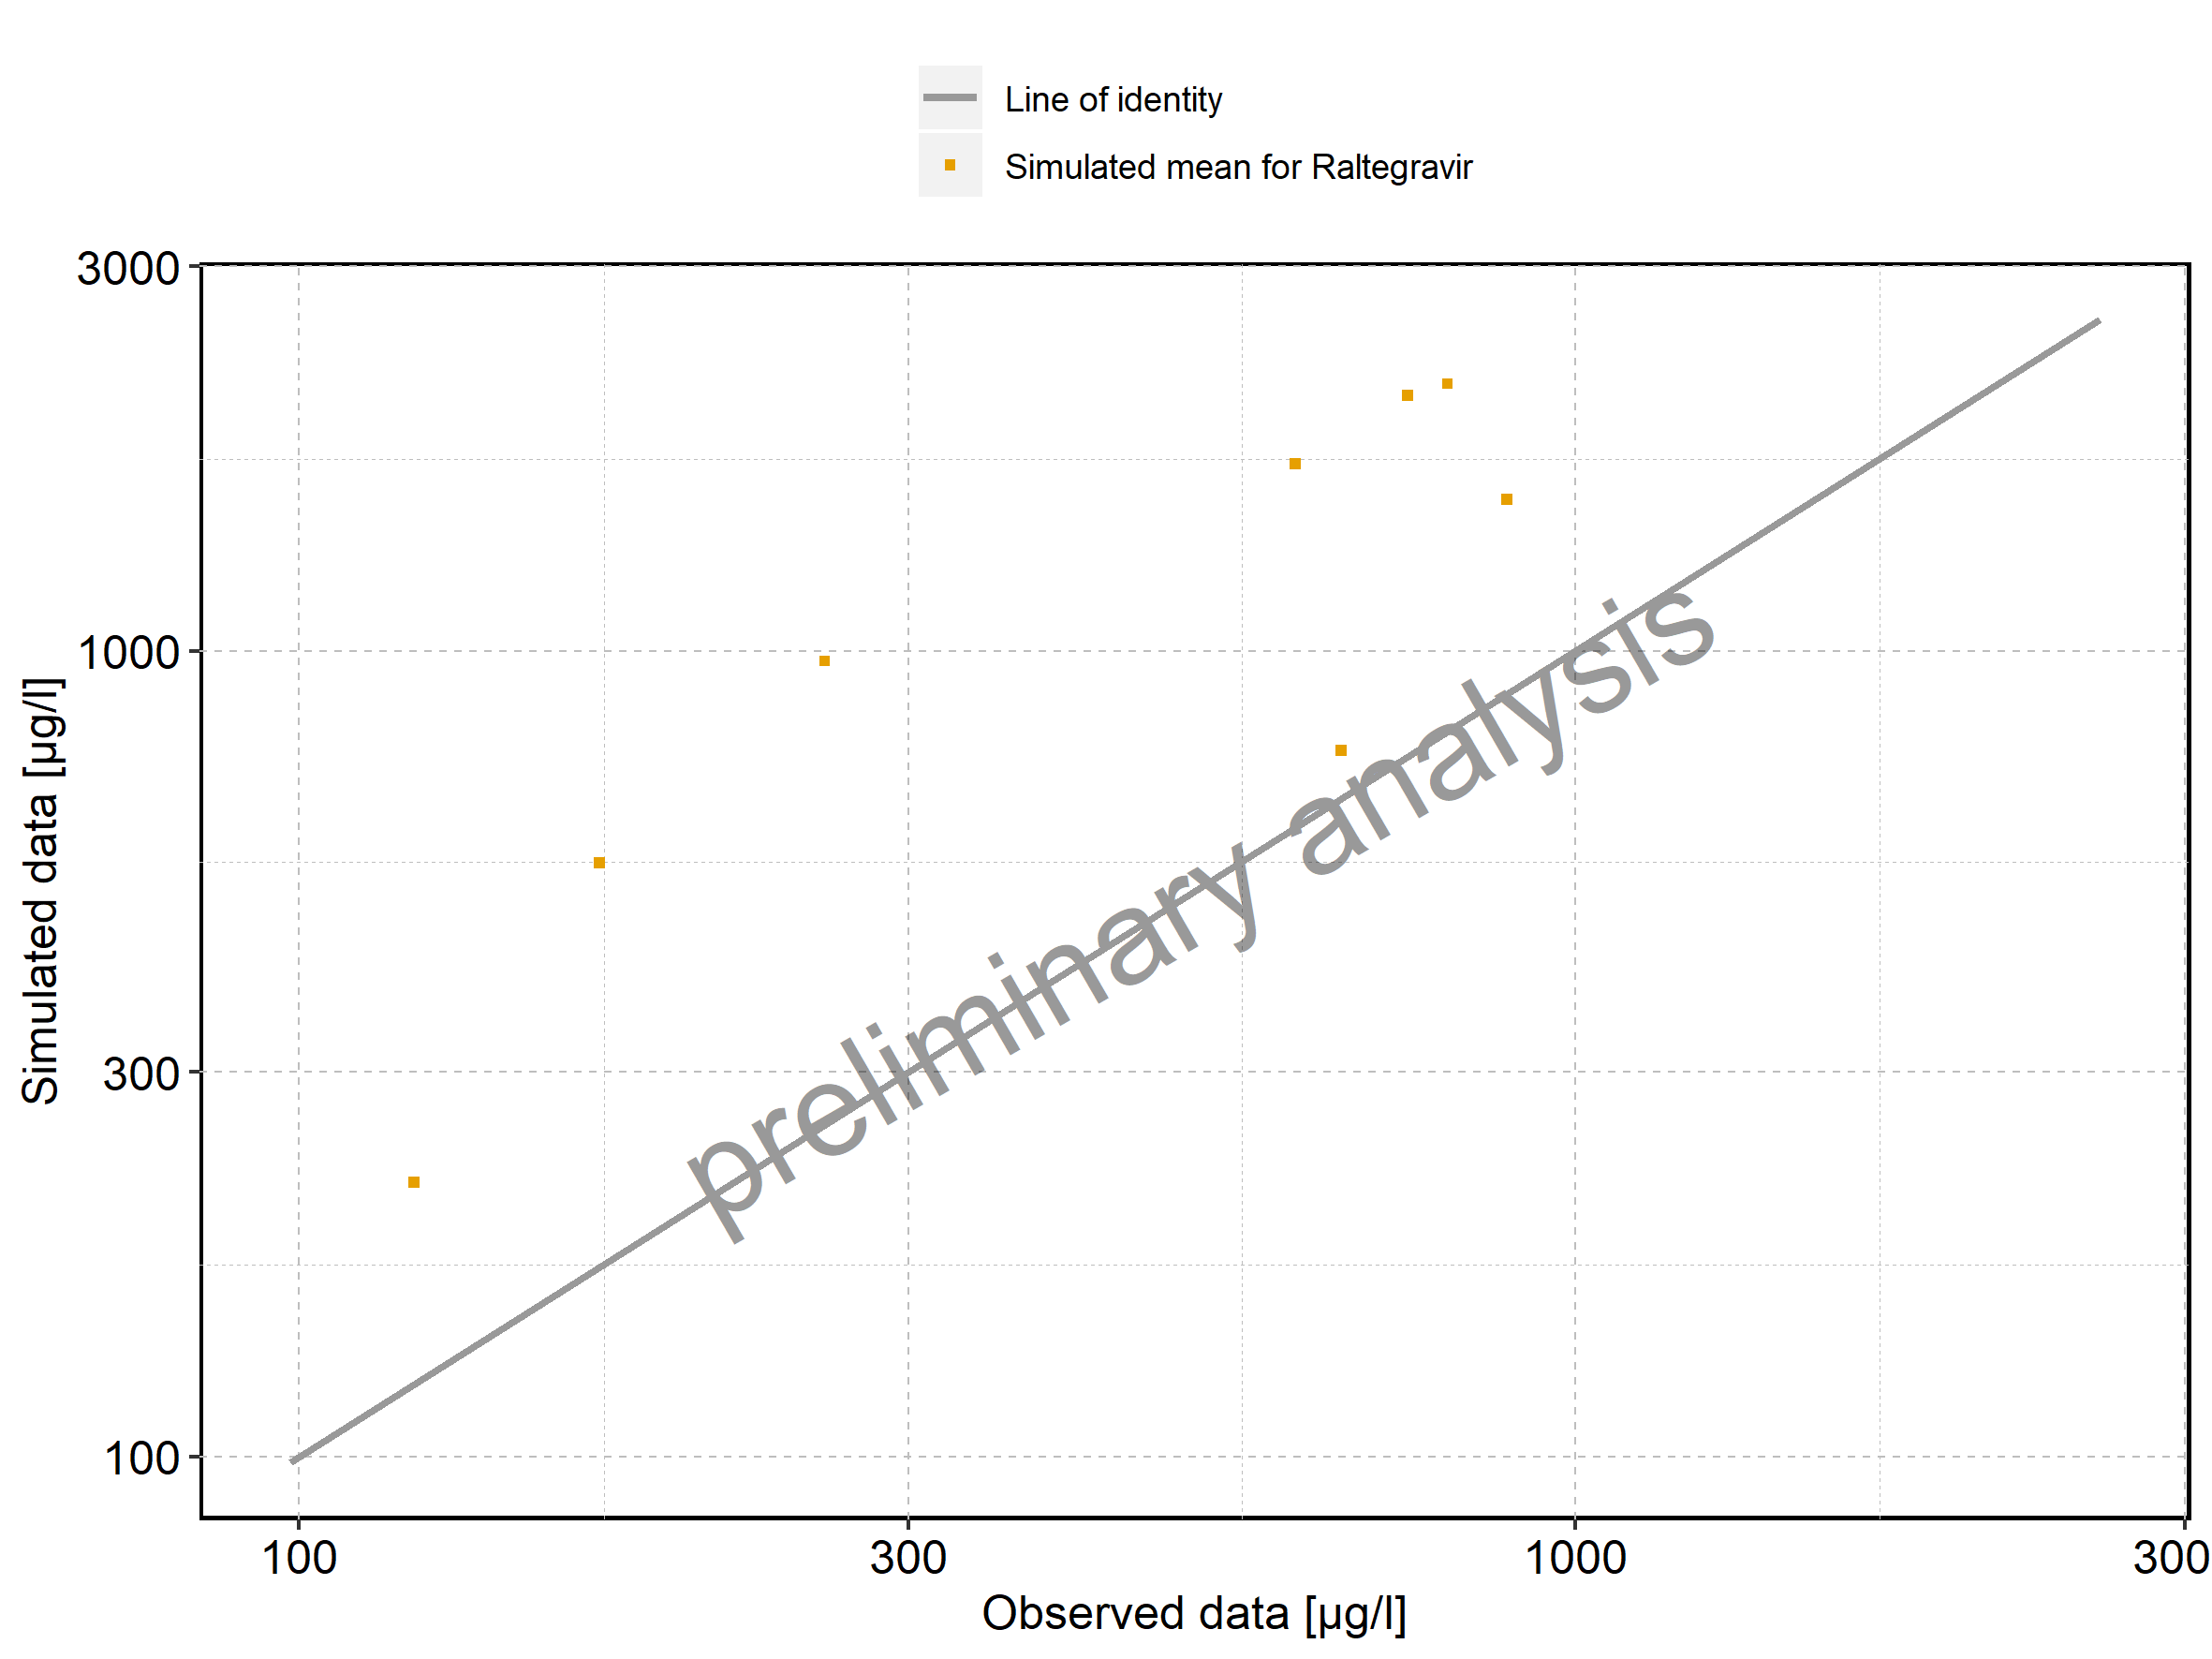 Line of identity
Simulated mean for Raltegravir
3000
1000
300
100
Simulated data [µg/l]
preliminary analysis
100
300
1000
300
Observed data [µg/l]